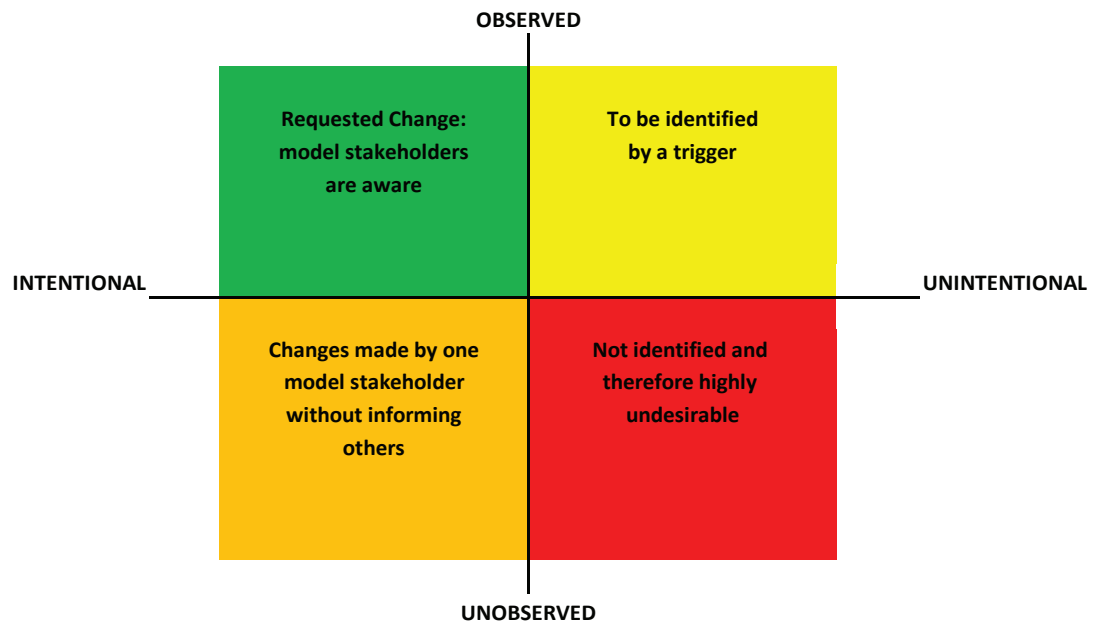 OBSERVED
Requested Change:
model stakeholders
are aware
To be identified
by a trigger
INTENTIONAL
UNINTENTIONAL
Changes made by one
model stakeholder
without informing
others
Not identified and
therefore highly
undesirable
UNOBSERVED